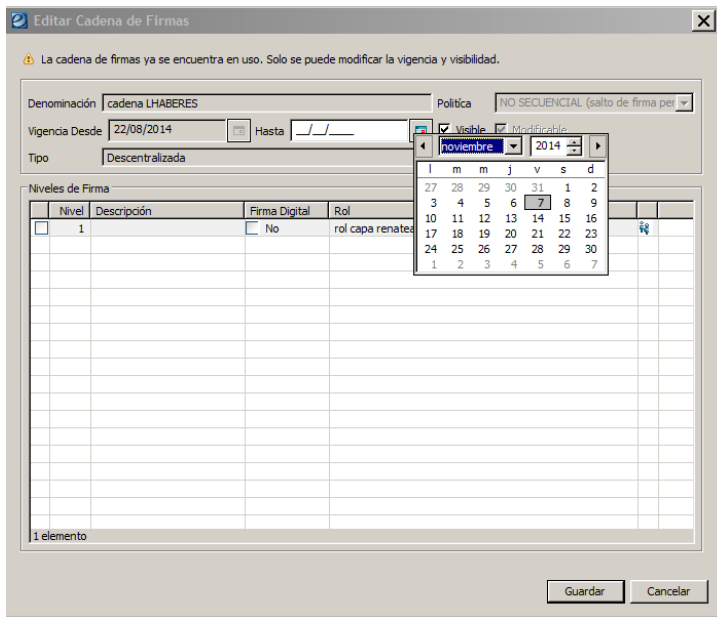 Editar Cadena de Firmas
La cadena de firmas ya se encuentra en uso. Solo se puede modificar la vigencia y visibilidad.
Denominación cadena LHABERES Politíca NO SECUENCIAL (salto de firma per
Vigencia Desde 22/08/2014 Hasta __/__/____ Visible Modificable
Tipo Descentralizada
noviembre 2014
l m m j v s d
27 28 29 30 31 1 2
3 4 5 6 7 8 9
10 11 12 13 14 15 16
17 18 19 20 21 22 23
24 25 26 27 28 29 30
1 2 3 4 5 6 7
Niveles de Firma
Nivel Descripción Firma Digital Rol
1 No rol capa renatea
1 elemento
Guardar Cancelar